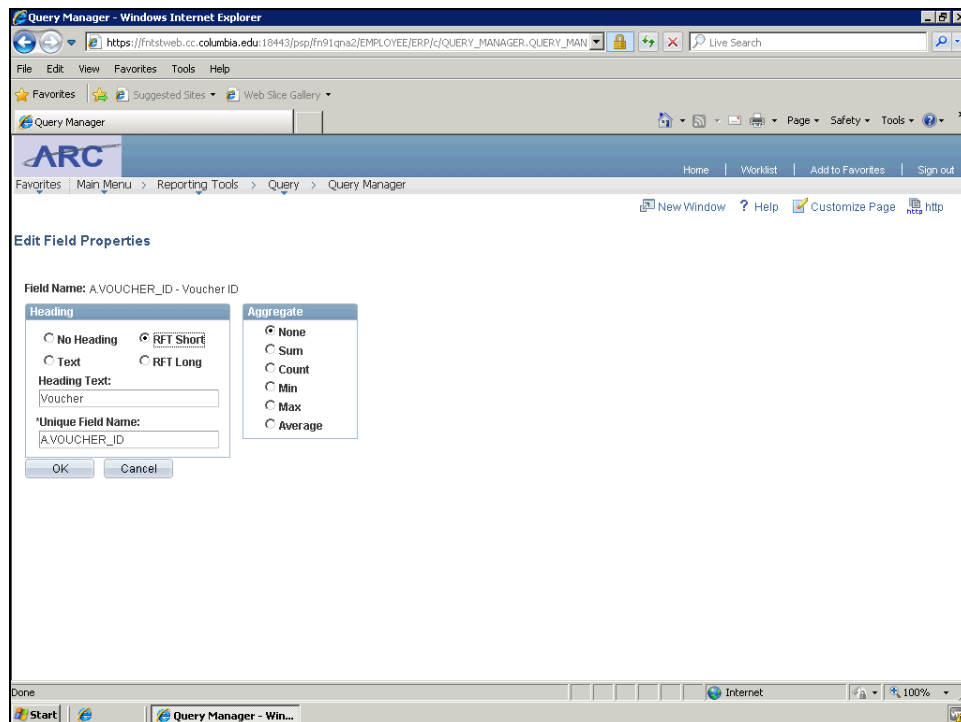 Query Manager - Windows Internet Explorer
https://fntstweb.cc.columbia.edu:18443/psp/fn91qna2/EMPLOYEE/ERP/c/QUERY_MANAGER.QUERY_MAN
Live Search
File Edit View Favorites Tools Help
Favorites Suggested Sites Web Slice Gallery
Query Manager Page Safety Tools
ARC
Home | Worklist | Add to Favorites | Sign out
Favorites Main Menu > Reporting Tools > Query > Query Manager
New Window ? Help Customize Page http
Edit Field Properties
Field Name: A.VOUCHER_ID - Voucher ID
Heading Aggregate
No Heading RFT Short None
Sum
Text RFT Long Count
Heading Text: Min
Voucher Max
*Unique Field Name: Average
A.VOUCHER_ID
OK Cancel
Done Internet 100%
Start Query Manager - Win...